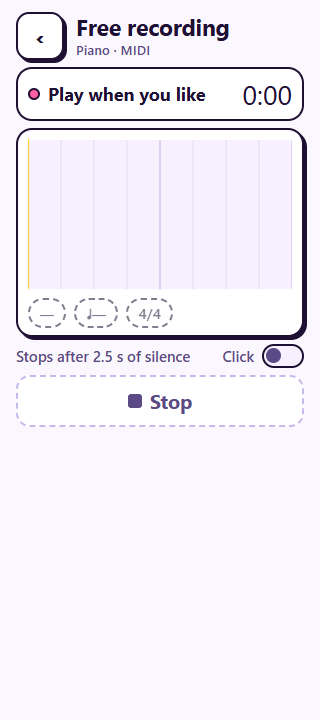 Free recording
Piano · MIDI
Play when you like 0:00
— ♩— 4/4
Stops after 2.5 s of silence Click
Stop